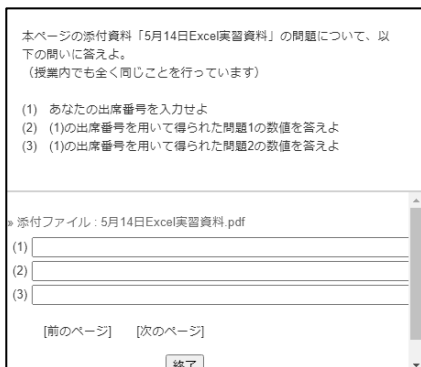 本ページの添付資料「5月14日Excel実習資料」の問題について、以
下の問いに答えよ。
（授業内でも全く同じことを行っています）
(1) あなたの出席番号を入力せよ
(2) (1)の出席番号を用いて得られた問題1の数値を答えよ
(3) (1)の出席番号を用いて得られた問題2の数値を答えよ
» 添付ファイル : 5月14日Excel実習資料.pdf
(1)
(2)
(3)
[前のページ] [次のページ]
終了